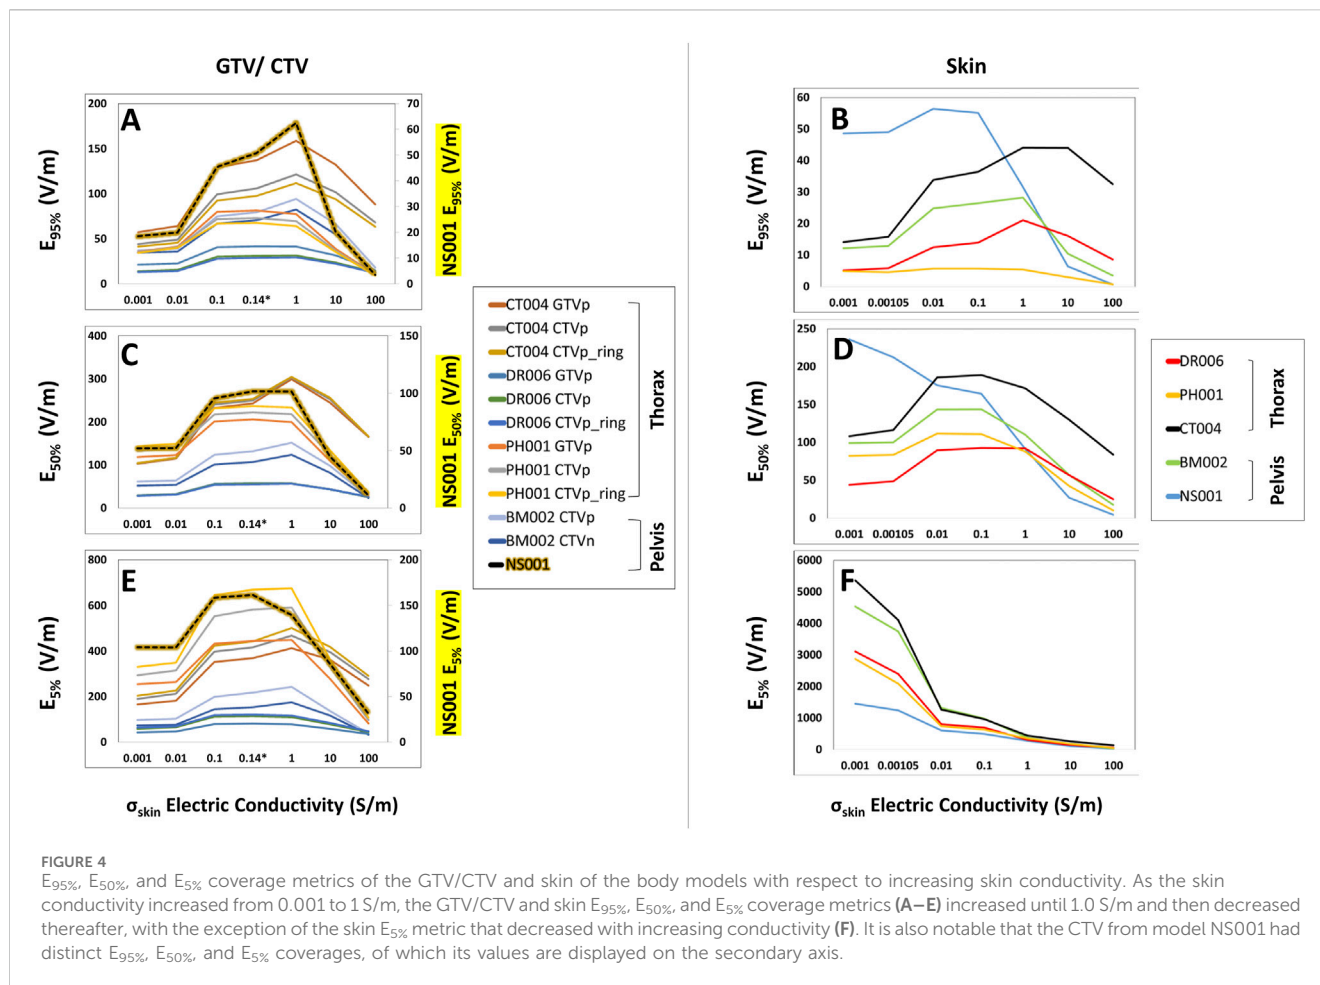 GTV/ CTV
Skin
A
E95% (V/m)
200
150
100
50
0
70
60
50
40
30
20
10
0
NS001 E95% (V/m)
0.001 0.01 0.1 0.14* 1 10 100
B
E95% (V/m)
60
50
40
30
20
10
0
0.001 0.00105 0.01 0.1 1 10 100
C
E50% (V/m)
400
300
200
100
0
150
100
50
0
NS001 E50% (V/m)
0.001 0.01 0.1 0.14* 1 10 100
CT004 GTVp
CT004 CTVp
CT004 CTVp_ring
DR006 GTVp
DR006 CTVp
DR006 CTVp_ring
PH001 GTVp
PH001 CTVp
PH001 CTVp_ring
BM002 CTVp
BM002 CTVn
NS001
Thorax
Pelvis
D
E50% (V/m)
250
200
150
100
50
0
0.001 0.00105 0.01 0.1 1 10 100
DR006
PH001
CT004
BM002
NS001
Thorax
Pelvis
E
E5% (V/m)
800
600
400
200
0
200
150
100
50
0
NS001 E5% (V/m)
0.001 0.01 0.1 0.14* 1 10 100
F
E5% (V/m)
6000
5000
4000
3000
2000
1000
0
0.001 0.00105 0.01 0.1 1 10 100
σskin Electric Conductivity (S/m)
σskin Electric Conductivity (S/m)
FIGURE 4
E95%, E50%, and E5% coverage metrics of the GTV/CTV and skin of the body models with respect to increasing skin conductivity. As the skin
conductivity increased from 0.001 to 1 S/m, the GTV/CTV and skin E95%, E50%, and E5% coverage metrics (A–E) increased until 1.0 S/m and then decreased
thereafter, with the exception of the skin E5% metric that decreased with increasing conductivity (F). It is also notable that the CTV from model NS001 had
distinct E95%, E50%, and E5% coverages, of which its values are displayed on the secondary axis.